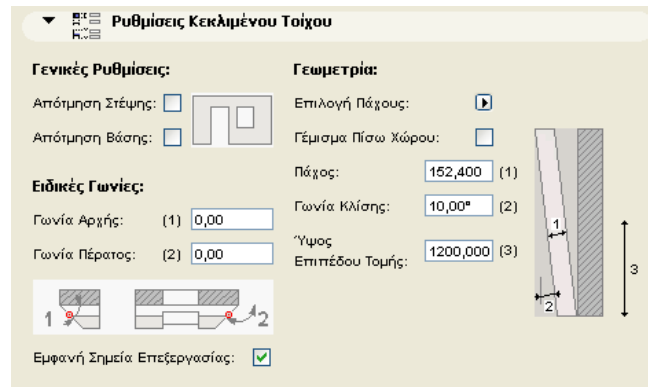 Ρυθμίσεις Κεκλιμένου Τοίχου
Γενικές Ρυθμίσεις:
Απότμηση Στέψης:
Απότμηση Βάσης:
Ειδικές Γωνίες:
Γωνία Αρχής: (1) 0,00
Γωνία Πέρατος: (2) 0,00
1 2
Εμφανή Σημεία Επεξεργασίας:
Γεωμετρία:
Επιλογή Πάχους:
Γέμισμα Πίσω Χώρου:
Πάχος: 152,400 (1)
Γωνία Κλίσης: 10,00° (2)
Ύψος
Επιπέδου Τομής: 1200,000 (3)
1
2
3